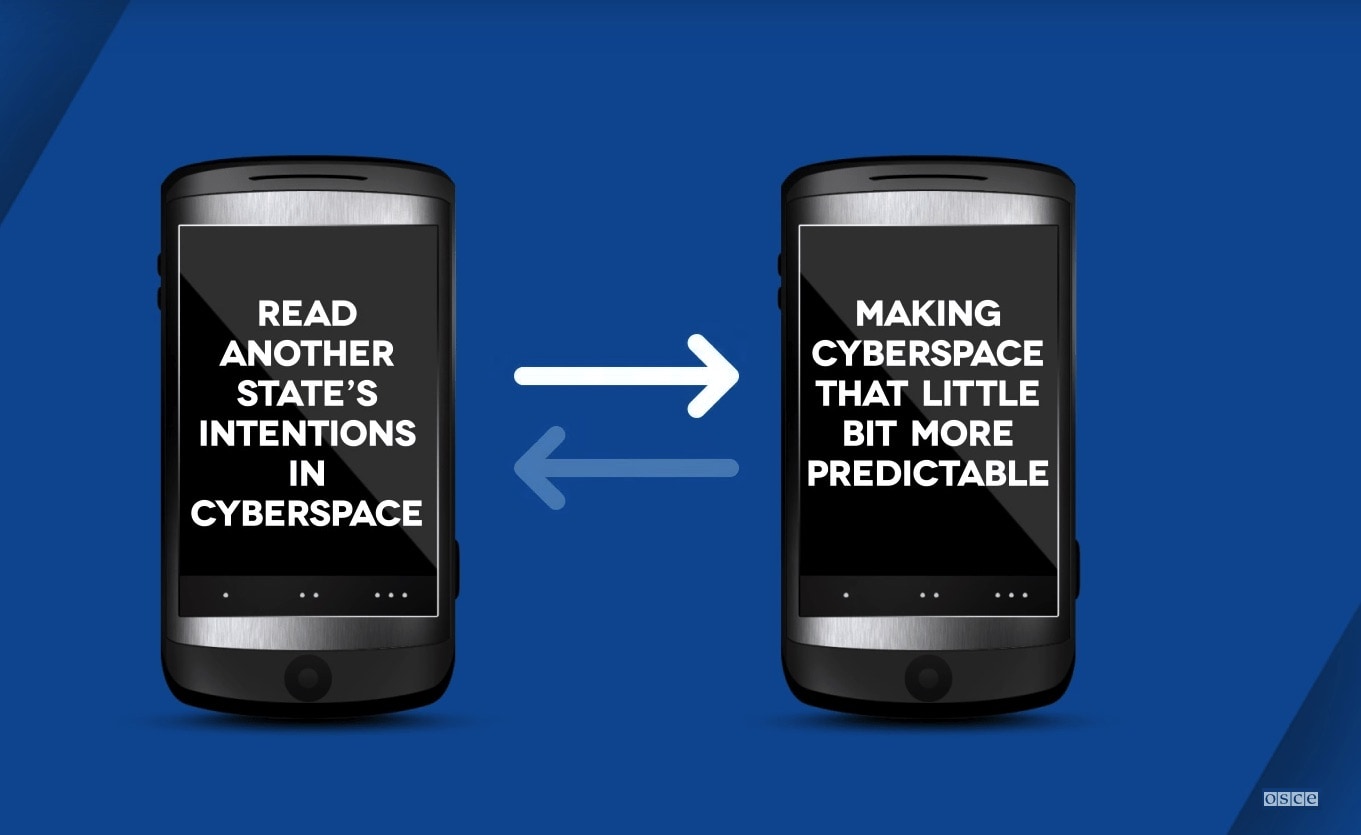 READ
ANOTHER
STATE'S
INTENTIONS
IN
CYBERSPACE
MAKING
CYBERSPACE
THAT LITTLE
BIT MORE
PREDICTABLE
osce